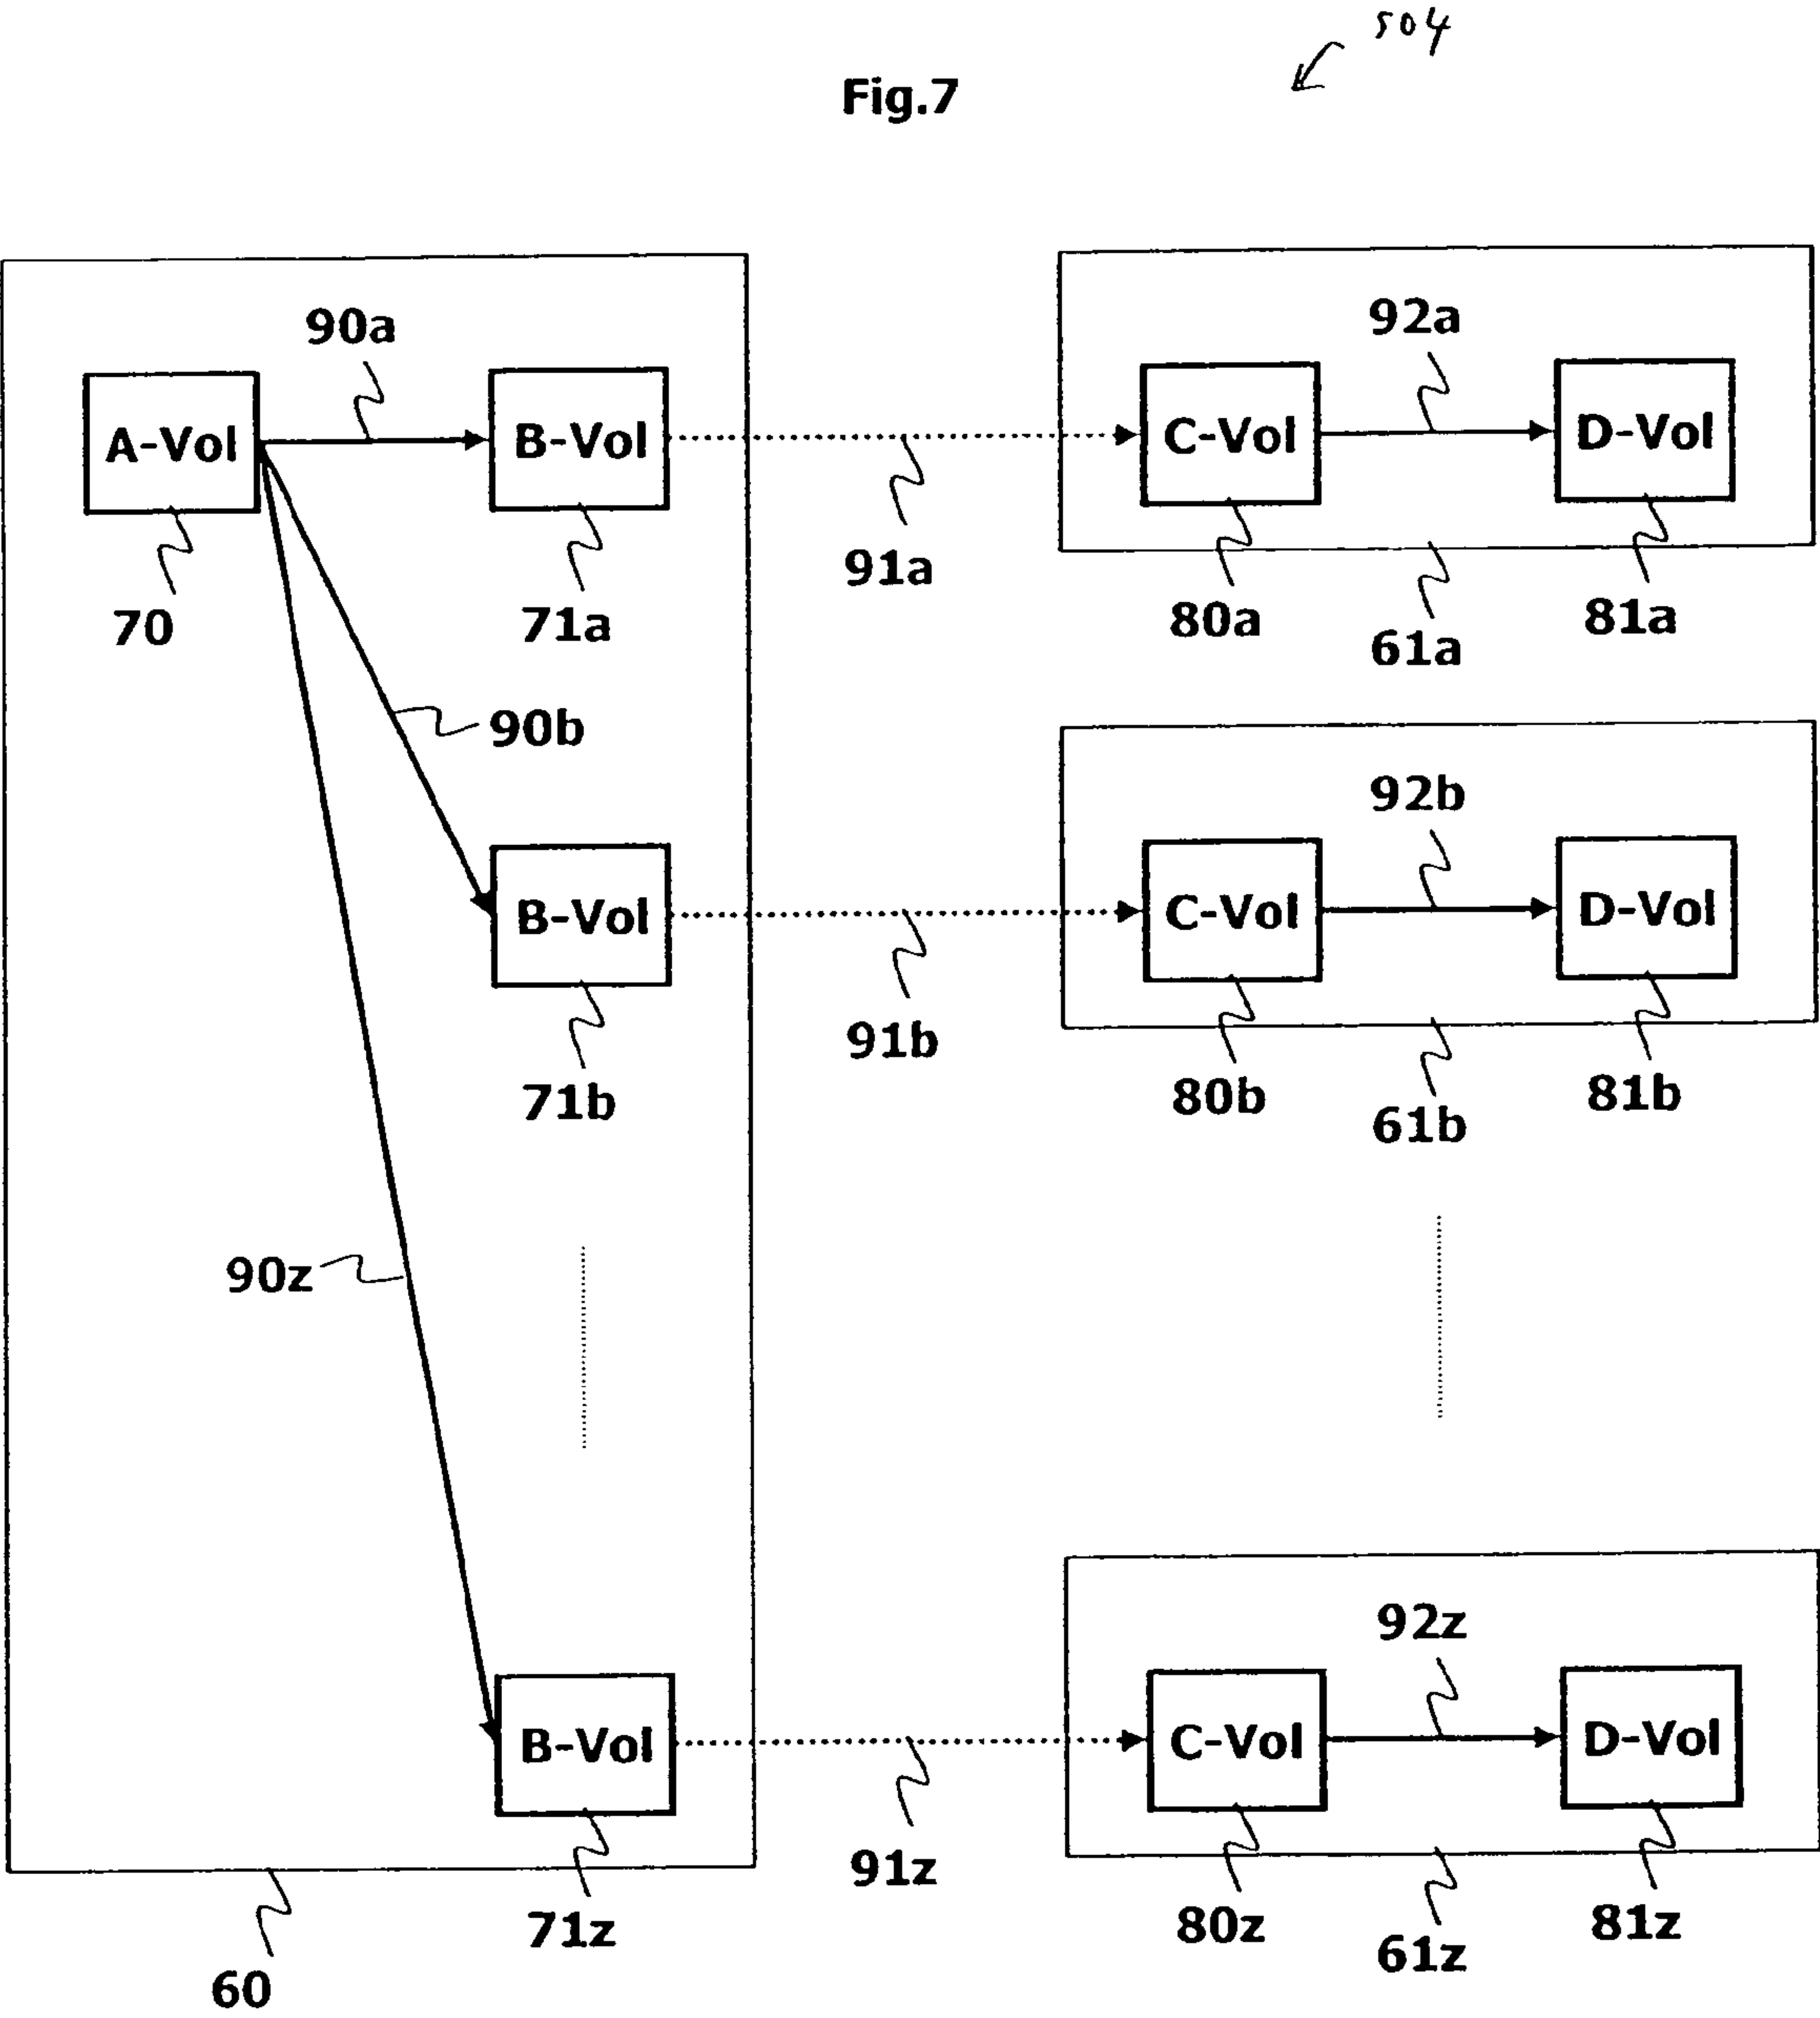 504
Fig.7
90a
92a
A-Vol
B-Vol
C-Vol
D-Vol
70
71a
91a
80a
61a
81a
90b
92b
B-Vol
C-Vol
D-Vol
71b
91b
80b
61b
81b
90z
92z
B-Vol
C-Vol
D-Vol
71z
91z
80z
61z
81z
60